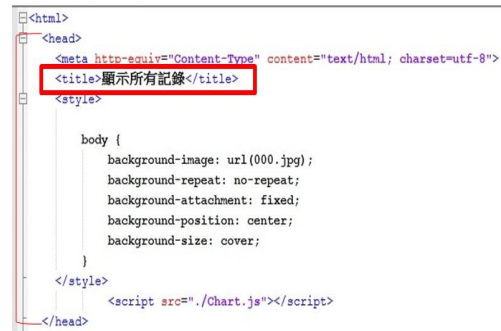 <html>
<head>
<meta http-equiv="Content-Type" content="text/html; charset=utf-8">
<title>顯示所有記錄</title>
<style>
body {
background-image: url(000.jpg);
background-repeat: no-repeat;
background-attachment: fixed;
background-position: center;
background-size: cover;
}
</style>
<script src="./Chart.js"></script>
</head>